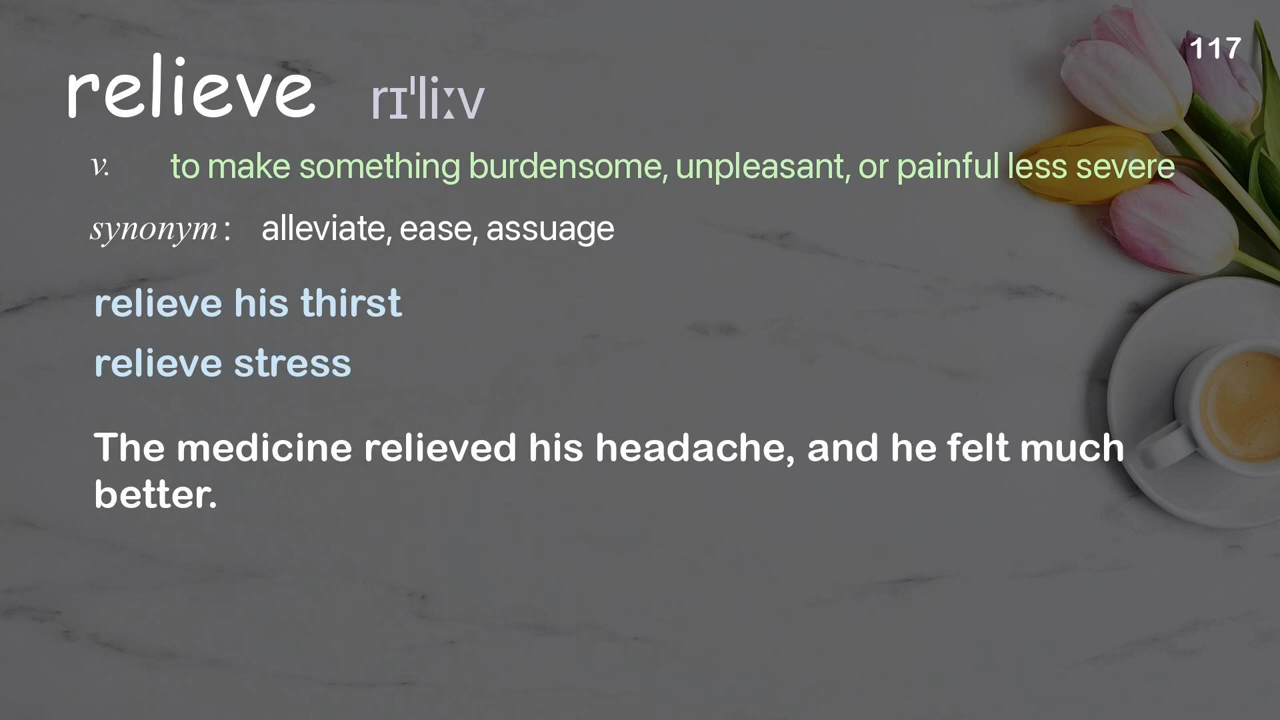 117
relieve rɪˈliːv
v. to make something burdensome, unpleasant, or painful less severe
synonym : alleviate, ease, assuage
relieve his thirst
relieve stress
The medicine relieved his headache, and he felt much
better.